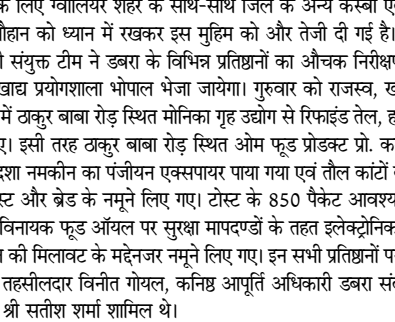 के लिए ग्वालियर शहर के साथ-साथ जिले के अन्य कस्बों ए
ौहान को ध्यान में रखकर इस मुहिम को और तेजी दी गई है।
ी संयुक्त टीम ने डबरा के विभिन्न प्रतिष्ठानों का औचक निरीक्ष
खाद्य प्रयोगशाला भोपाल भेजा जायेगा। गुरुवार को राजस्व, ख
में ठाकुर बाबा रोड़ स्थित मोनिका गृह उद्योग से रिफाइंड तेल, ह
ए। इसी तरह ठाकुर बाबा रोड़ स्थित ओम फूड प्रोडक्ट प्रो. क
दशा नमकीन का पंजीयन एक्सपायर पाया गया एवं तौल कांटों
स्ट और ब्रेड के नमूने लिए गए। टोस्ट के 850 पैकेट आवश्य
विनायक फूड ऑयल पर सुरक्षा मापदण्डों के तहत इलेक्ट्रोनिक
न की मिलावट के मद्देनजर नमूने लिए गए। इन सभी प्रतिष्ठानों प
तहसीलदार विनीत गोयल, कनिष्ठ आपूर्ति अधिकारी डबरा सं
श्री सतीश शर्मा शामिल थे।